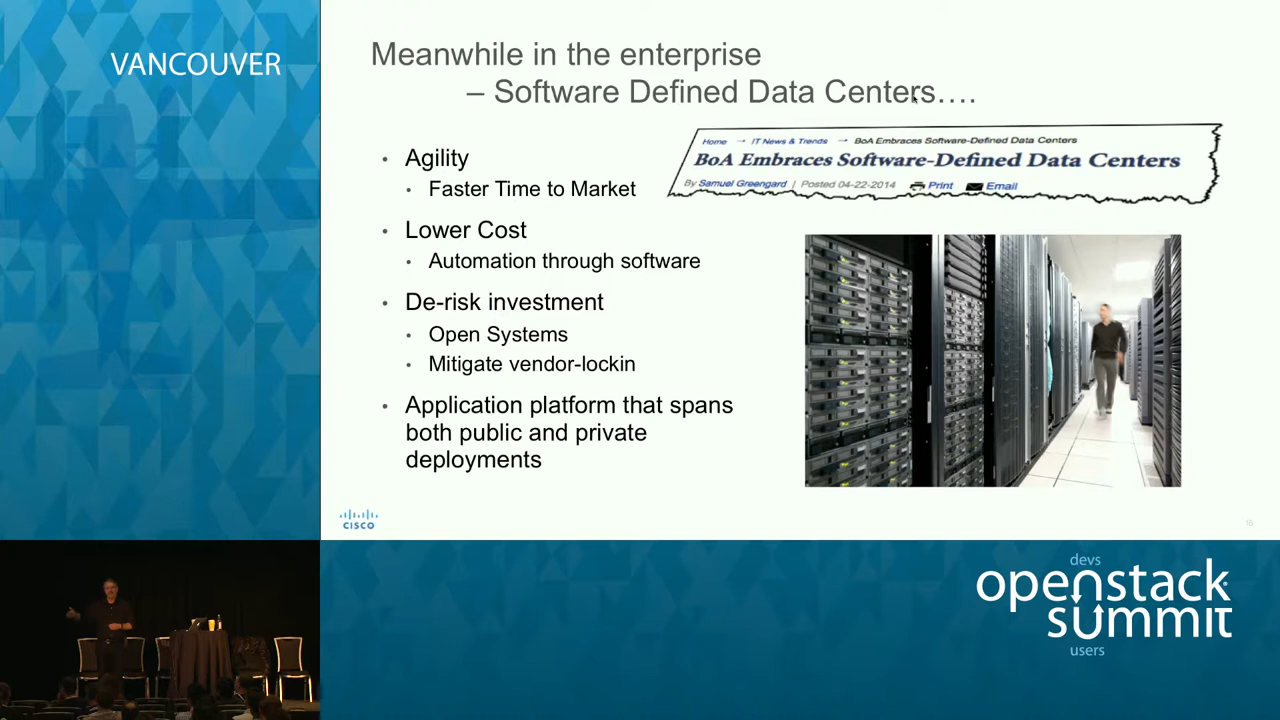 VANCOUVER
Meanwhile in the enterprise
– Software Defined Data Centers….
• Agility
• Faster Time to Market
• Lower Cost
• Automation through software
• De-risk investment
• Open Systems
• Mitigate vendor-lockin
• Application platform that spans
both public and private
deployments
Home → IT News & Trends → BoA Embraces Software-Defined Data Centers
BoA Embraces Software-Defined Data Centers
By Samuel Greengard | Posted 04-22-2014 Print Email
CISCO
16
devs
openstack
summit
users